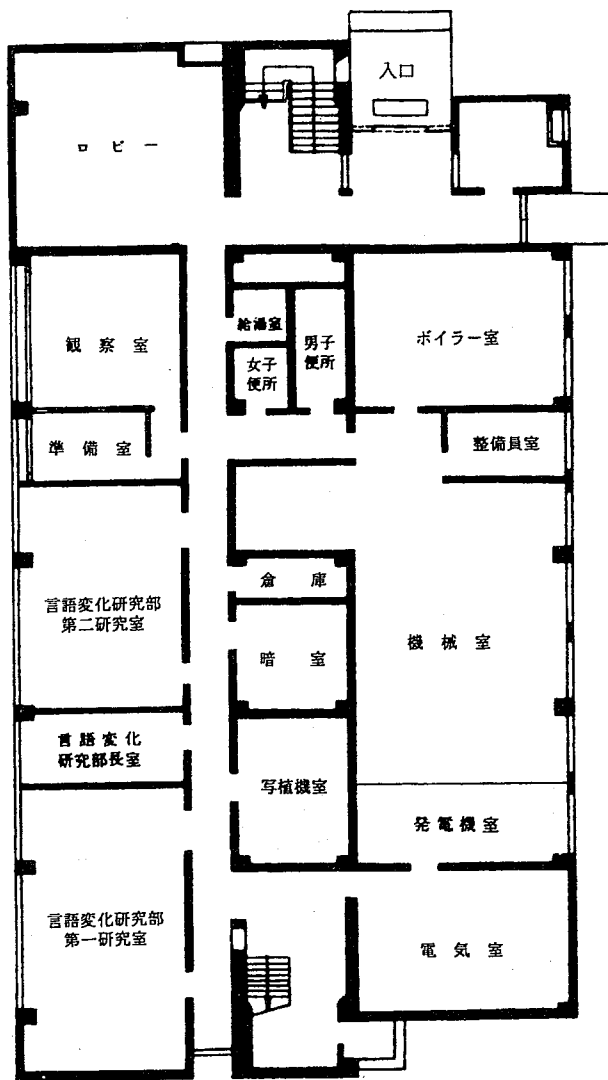 入口
ロビー
給湯室
男子
便所
観察室
ボイラー室
女子
便所
準備室
整備員室
倉庫
言語変化研究部
第二研究室
機械室
暗室
言語変化
研究部長室
写植機室
発電機室
言語変化研究部
第一研究室
電気室